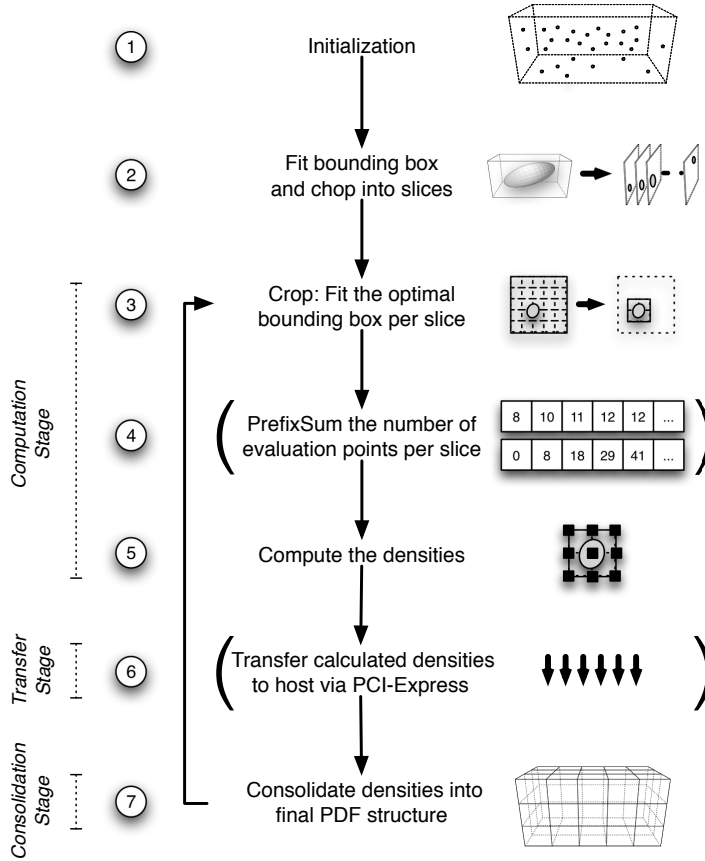 1
Initialization
2
Fit bounding box
and chop into slices
Computation
Stage
3
Crop: Fit the optimal
bounding box per slice
4
PrefixSum the number of
evaluation points per slice
8 10 11 12 12 ...
0 8 18 29 41 ...
5
Compute the densities
Transfer
Stage
6
Transfer calculated densities
to host via PCI-Express
Consolidation
Stage
7
Consolidate densities into
final PDF structure